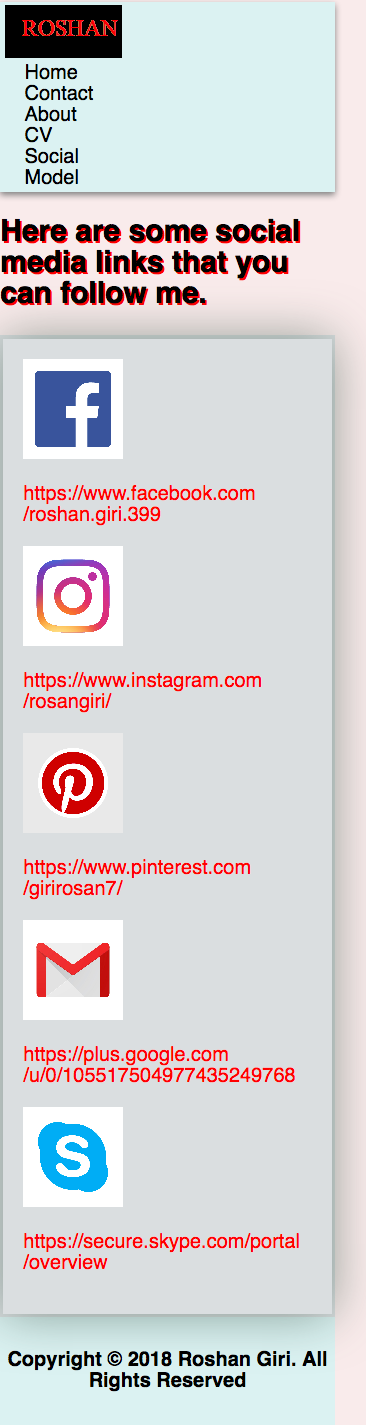 ROSHAN
Home
Contact
About
CV
Social
Model
Here are some social
media links that you
can follow me.
https://www.facebook.com
/roshan.giri.399
https://www.instagram.com
/rosangiri/
https://www.pinterest.com
/girirosan7/
https://plus.google.com
/u/0/105517504977435249768
https://secure.skype.com/portal
/overview
Copyright © 2018 Roshan Giri. All
Rights Reserved